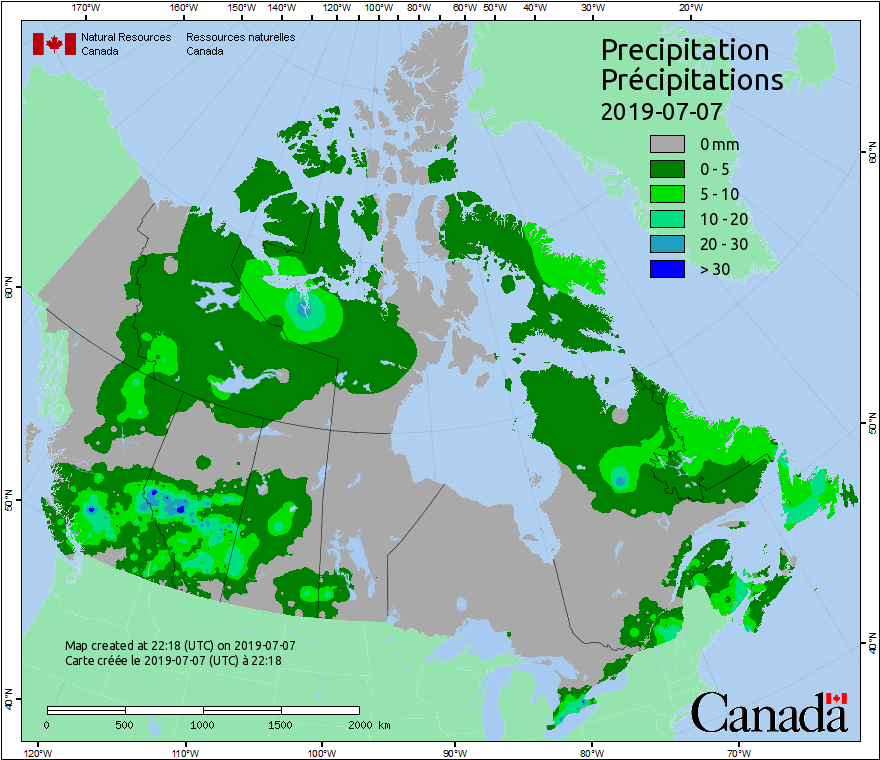 170°W 160°W 150°W 140°W 130°W 120°W 110°W 100°W 90°W 80°W 60°W 50°W 40°W 30°W 20°W
Natural Resources Ressources naturelles
Canada Canada
Precipitation
Précipitations
2019-07-07
0 mm
0 - 5
5 - 10
10 - 20
20 - 30
> 30
60°N
60°N
50°N
50°N
40°N
40°N
Map created at 22:18 (UTC) on 2019-07-07
Carte créée le 2019-07-07 (UTC) à 22:18
0 500 1000 1500 2000 km
Canada
120°W 110°W 100°W 90°W 80°W 70°W